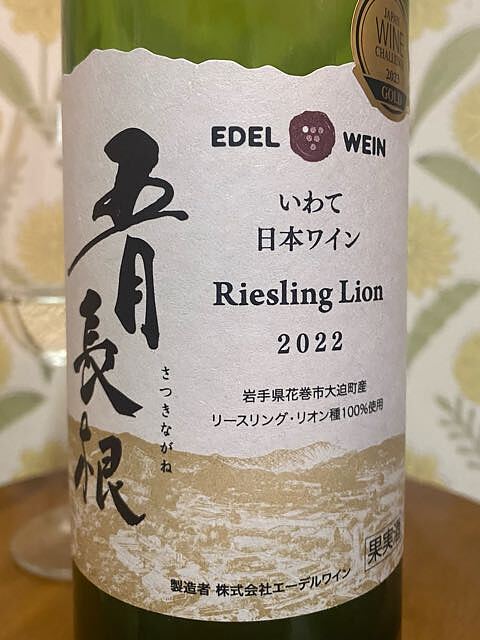 JAPAN
WINE
CHALLENGE
2023
GOLD
EDEL WEIN
五月長根
さつきながね
いわて
日本ワイン
Riesling Lion
2022
岩手県花巻市大迫町産
リースリング・リオン種100%使用
果実酒
製造者 株式会社エーデルワイン